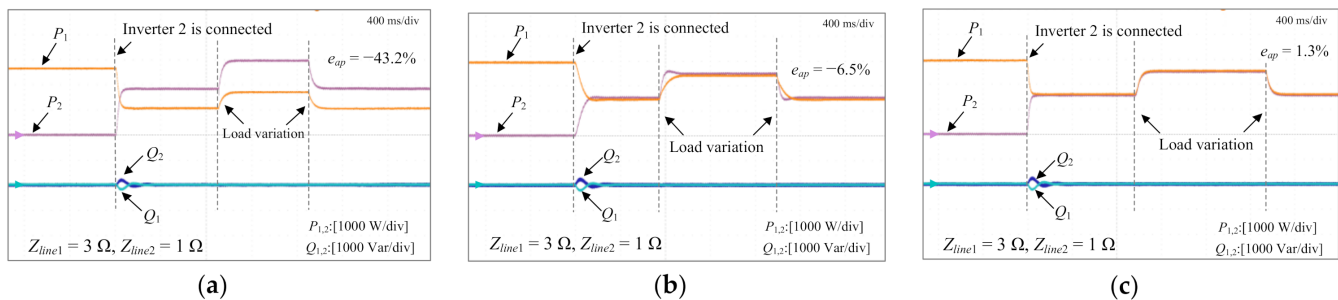 400 ms/div
Inverter 2 is connected
P1
eap = −43.2%
P2
Load variation
Q2
Q1
P1,2:[1000 W/div]
Zline1 = 3 Ω, Zline2 = 1 Ω
Q1,2:[1000 Var/div]
(a)
400 ms/div
Inverter 2 is connected
P1
eap = −6.5%
P2
Load variation
Q2
Q1
P1,2:[1000 W/div]
Zline1 = 3 Ω, Zline2 = 1 Ω
Q1,2:[1000 Var/div]
(b)
400 ms/div
Inverter 2 is connected
P1
eap = 1.3%
P2
Load variation
Q2
Q1
P1,2:[1000 W/div]
Zline1 = 3 Ω, Zline2 = 1 Ω
Q1,2:[1000 Var/div]
(c)